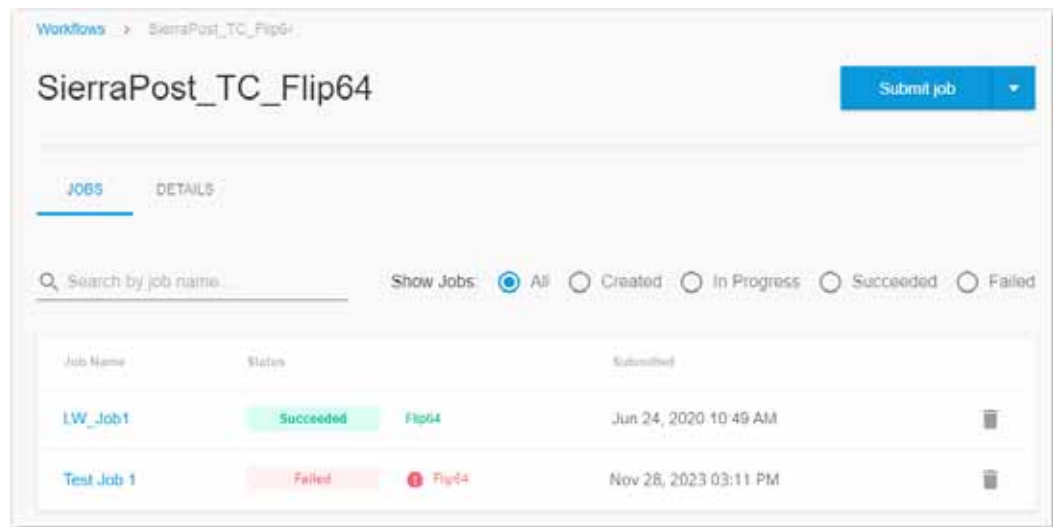 Workflows > SierraPost_TC_Flip64
SierraPost_TC_Flip64
Submit job
JOBS DETAILS
Search by job name...
Show Jobs: All Created In Progress Succeeded Failed
Job Name Status Submitted
LW_Job1 Succeeded Flip64 Jun 24, 2020 10:49 AM
Test Job 1 Failed Flip64 Nov 28, 2023 03:11 PM